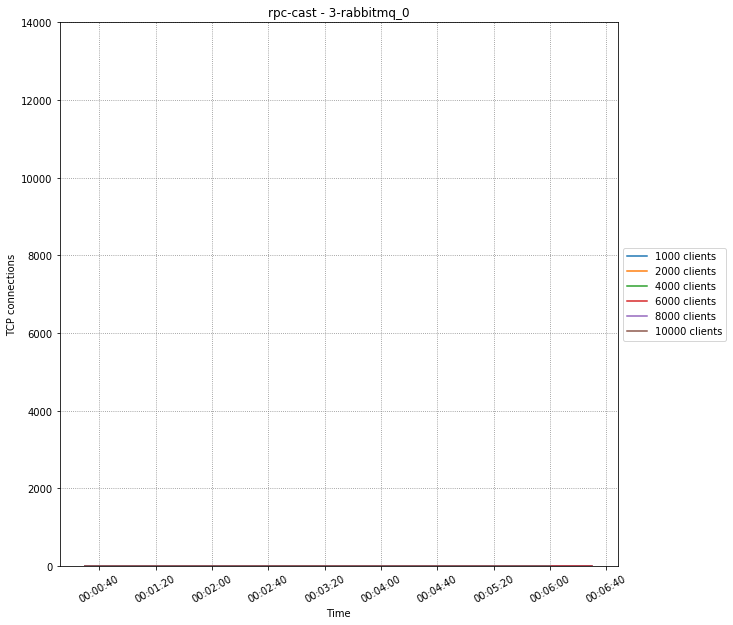 rpc-cast - 3-rabbitmq_0
14000
12000
10000
8000
6000
4000
2000
0
TCP connections
1000 clients
2000 clients
4000 clients
6000 clients
8000 clients
10000 clients
00:00:40
00:01:20
00:02:00
00:02:40
00:03:20
00:04:00
00:04:40
00:05:20
00:06:00
00:06:40
Time